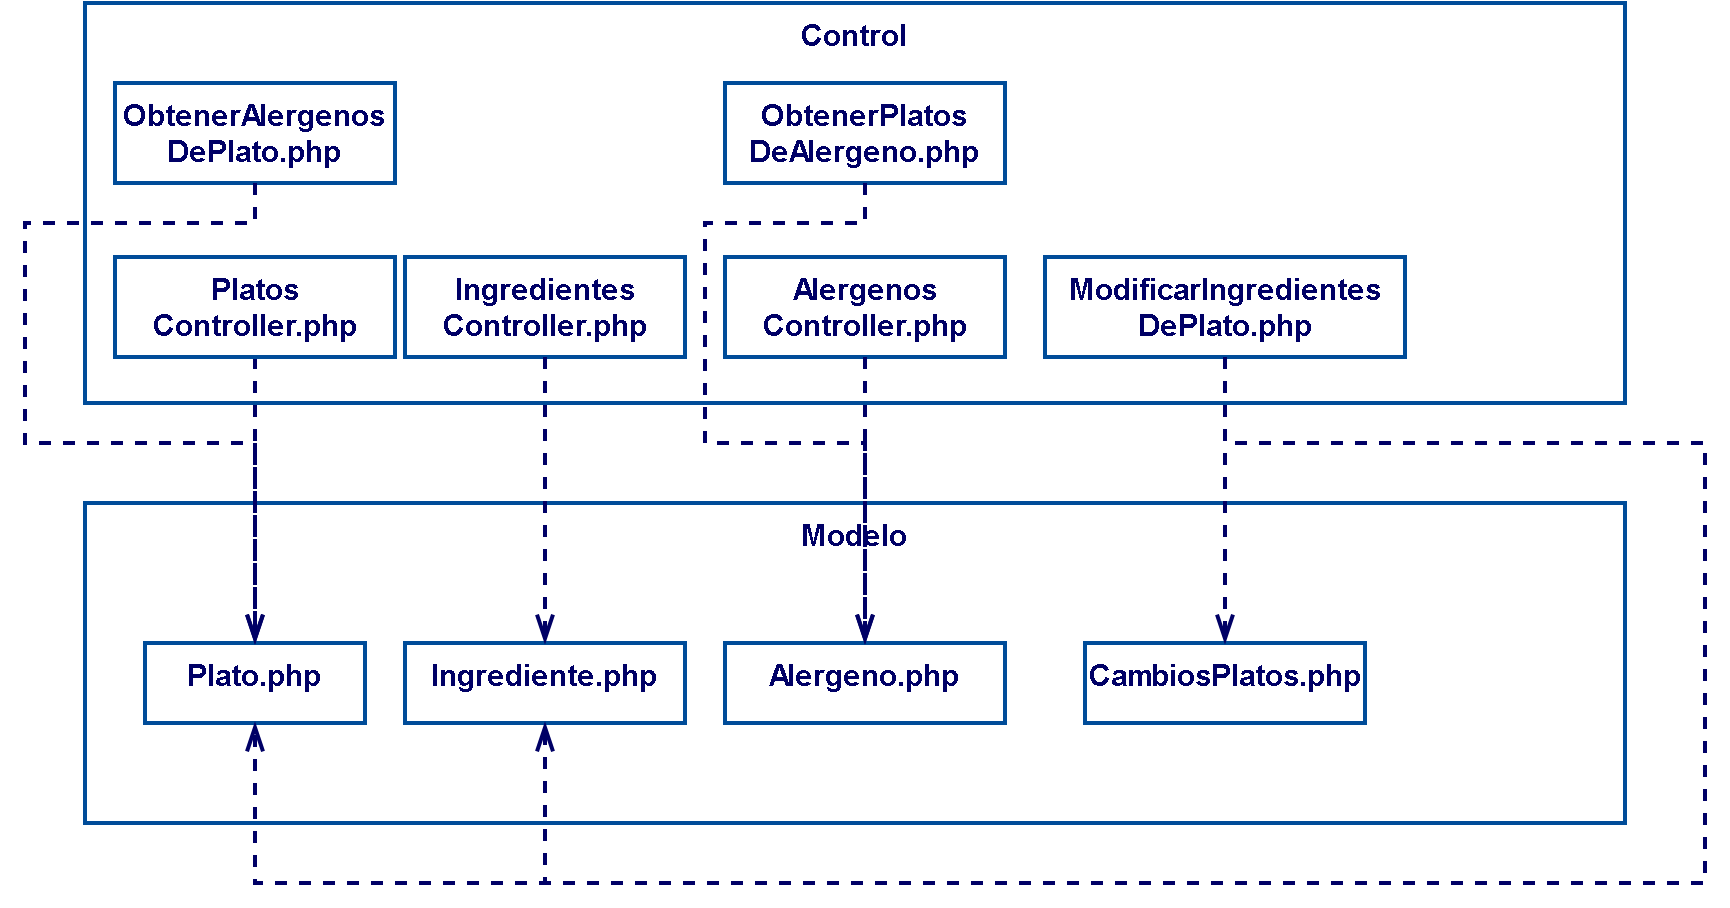 Control
ObtenerAlergenos
DePlato.php
ObtenerPlatos
DeAlergeno.php
Platos
Controller.php
Ingredientes
Controller.php
Alergenos
Controller.php
ModificarIngredientes
DePlato.php
Modelo
Plato.php
Ingrediente.php
Alergeno.php
CambiosPlatos.php